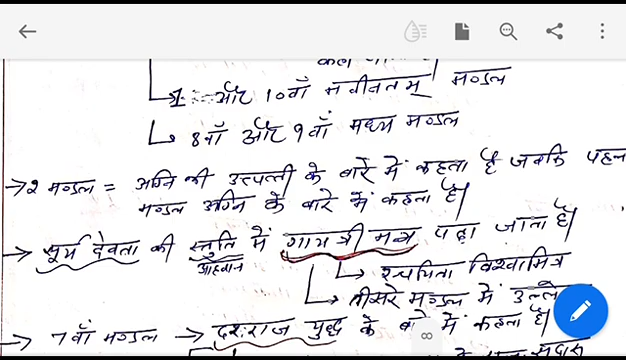 1 और 10वाँ नवीनतम् मण्डल
8वाँ और 9वाँ मध्य मण्डल
→ 2 मण्डल = अग्नि की उत्पत्ती के बारे में कहता है जबकि पहला
मण्डल अग्नि के बारे में कहता है।
→ सूर्य देवता की स्तुति में गायत्री मन्त्र पढ़ा जाता है।
आह्वान
रचयिता विश्वामित्र
तीसरे मण्डल में
→ 7वाँ मण्डल → दशःराज युद्ध के बारे में कहता है।